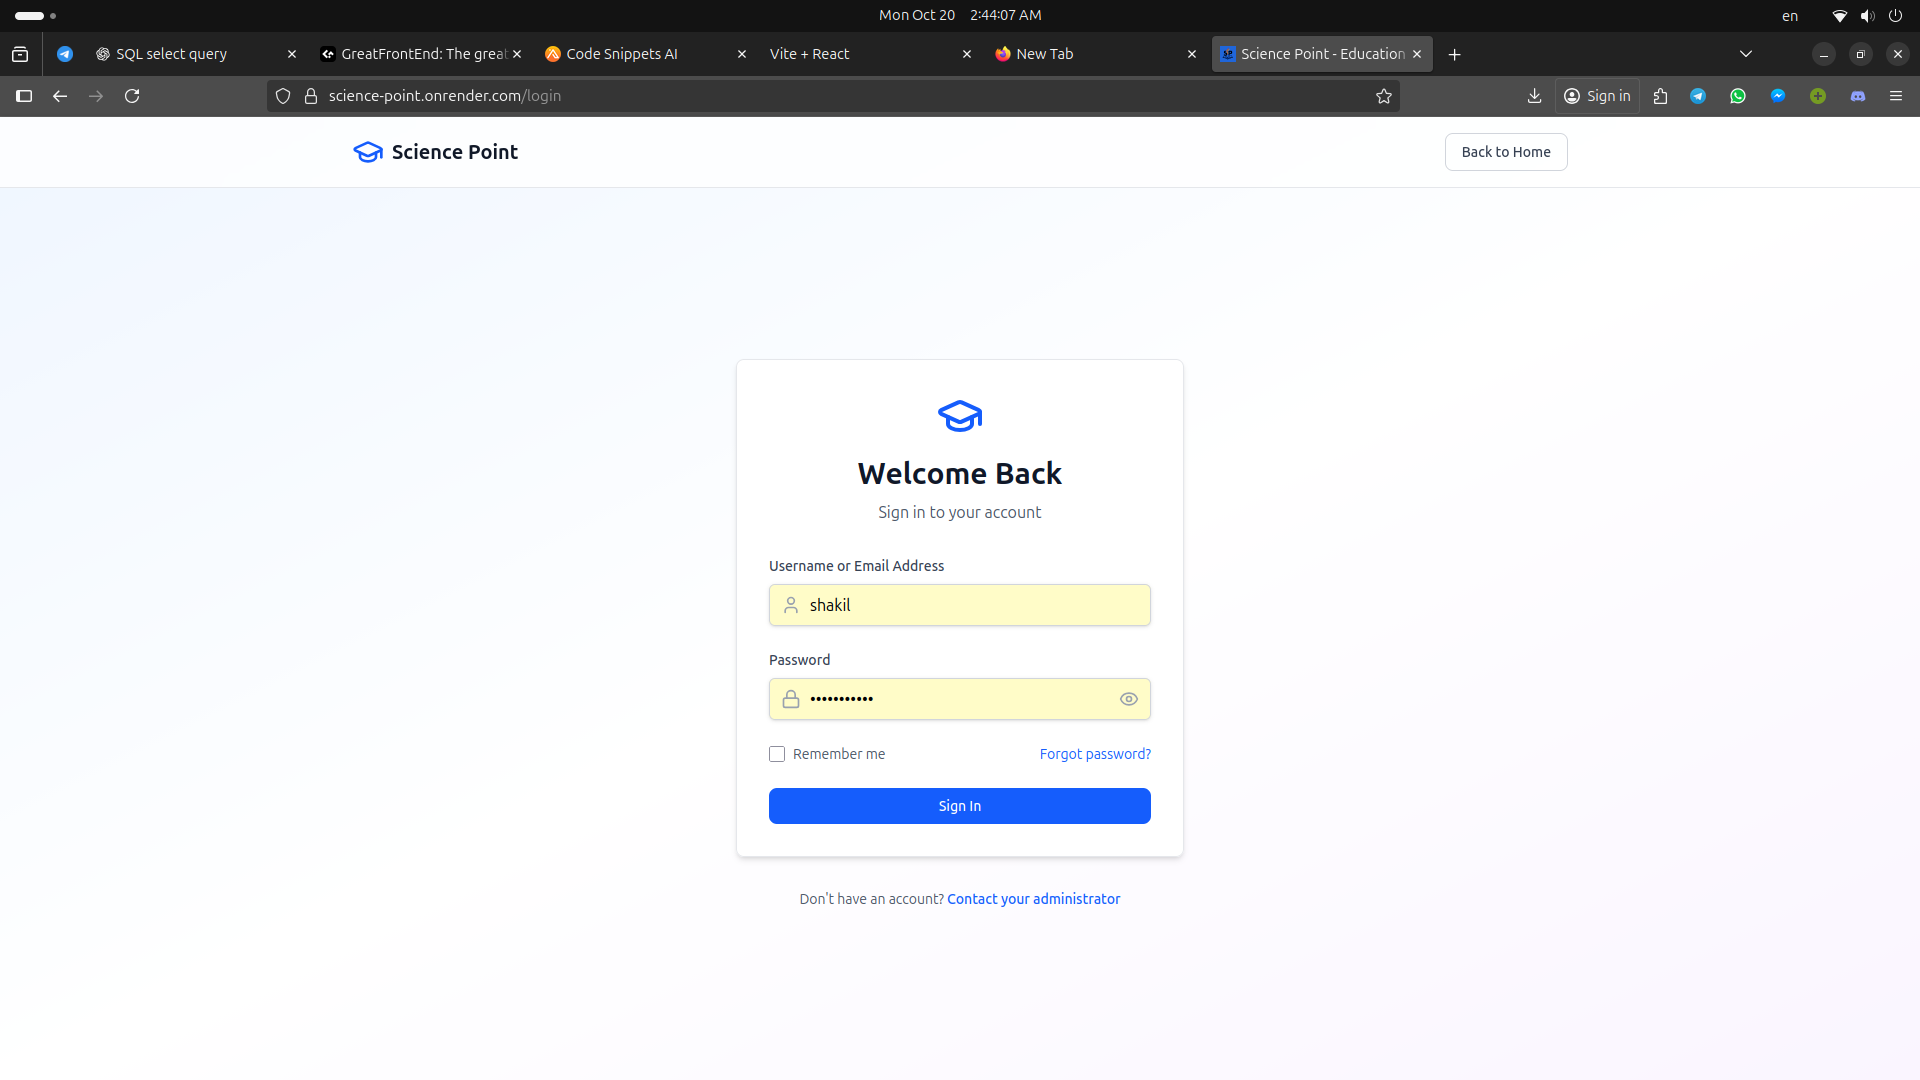 Mon Oct 20 2:44:07 AM
en
SQL select query
GreatFrontEnd: The great
Code Snippets AI
Vite + React
New Tab
Science Point - Education
science-point.onrender.com/login
Sign in
Science Point
Back to Home
Welcome Back
Sign in to your account
Username or Email Address
shakil
Password
•••••••••••
Remember me
Forgot password?
Sign In
Don't have an account? Contact your administrator